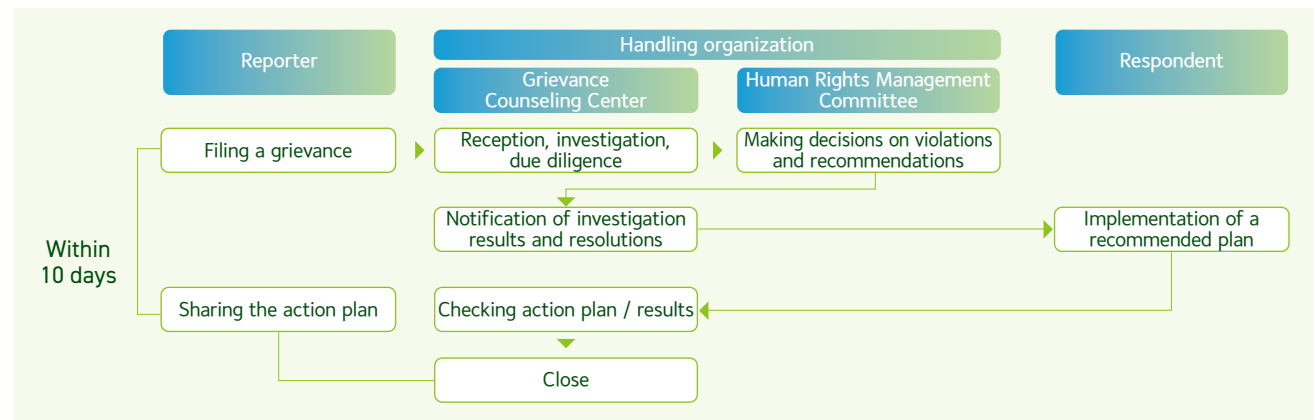 Reporter
Handling organization
Respondent
Grievance
Counseling Center
Human Rights Management
Committee
Filing a grievance
Reception, investigation,
due diligence
Making decisions on violations
and recommendations
Notification of investigation
results and resolutions
Implementation of a
recommended plan
Within
10 days
Sharing the action plan
Checking action plan / results
Close